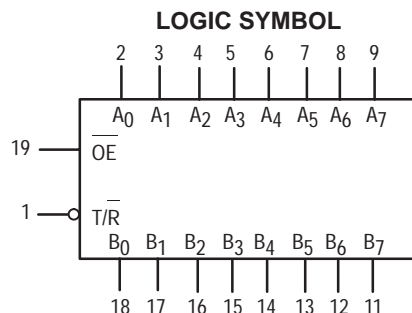 LOGIC SYMBOL
2 3 4 5 6 7 8 9
A0 A1 A2 A3 A4 A5 A6 A7
19 O̅E̅
1 T/R̅
B0 B1 B2 B3 B4 B5 B6 B7
18 17 16 15 14 13 12 11